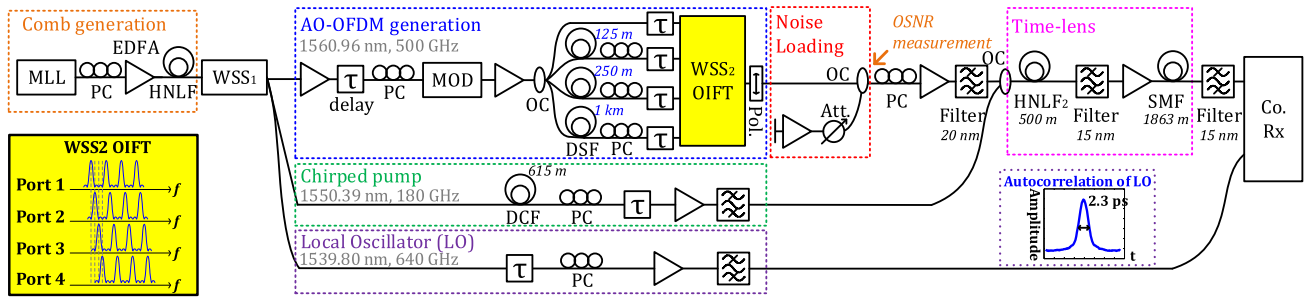 Comb generation
EDFA
MLL
PC
HNLF
WSS1
AO-OFDM generation
1560.96 nm, 500 GHz
τ
delay
PC
MOD
OC
125 m
250 m
1 km
DSF
PC
τ
τ
τ
τ
WSS2
OIFT
Pol.
Noise
Loading
OC
Att.
OSNR
measurement
PC
Filter
20 nm
OC
Time-lens
HNLF2
500 m
Filter
15 nm
SMF
1863 m
Filter
15 nm
Co.
Rx
WSS2 OIFT
Port 1
f
Port 2
f
Port 3
f
Port 4
f
Chirped pump
1550.39 nm, 180 GHz
615 m
DCF
PC
τ
Local Oscillator (LO)
1539.80 nm, 640 GHz
τ
PC
Autocorrelation of LO
Amplitude
2.3 ps
t